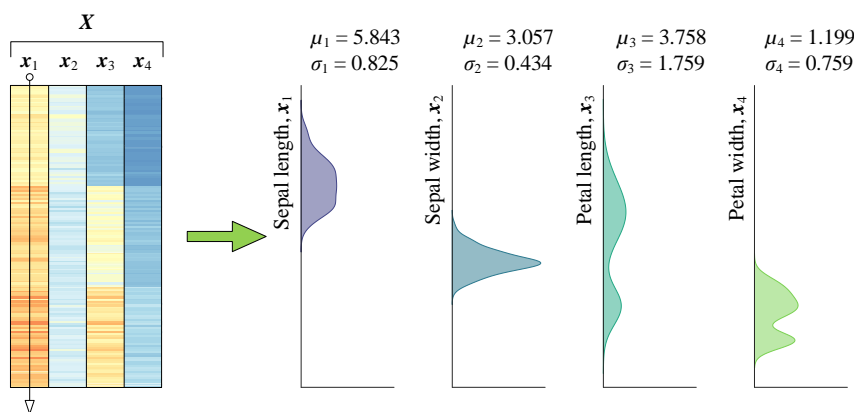 X
x₁ x₂ x₃ x₄
μ₁ = 5.843
σ₁ = 0.825
Sepal length, x₁
μ₂ = 3.057
σ₂ = 0.434
Sepal width, x₂
μ₃ = 3.758
σ₃ = 1.759
Petal length, x₃
μ₄ = 1.199
σ₄ = 0.759
Petal width, x₄